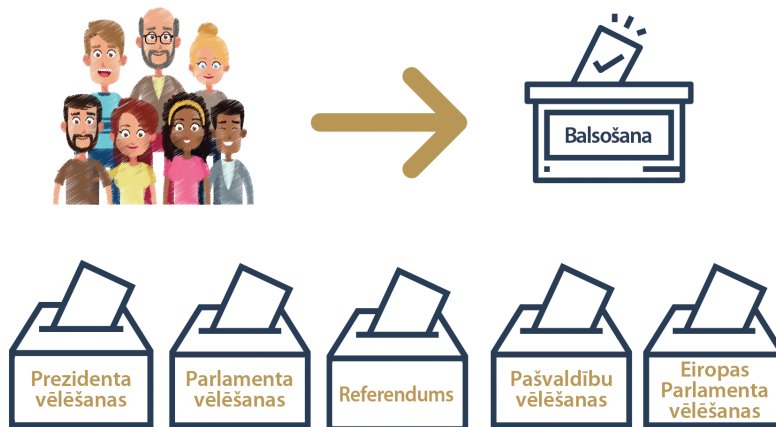 Balsošana
Prezidenta
vēlēšanas
Parlamenta
vēlēšanas
Referendums
Pašvaldību
vēlēšanas
Eiropas
Parlamenta
vēlēšanas